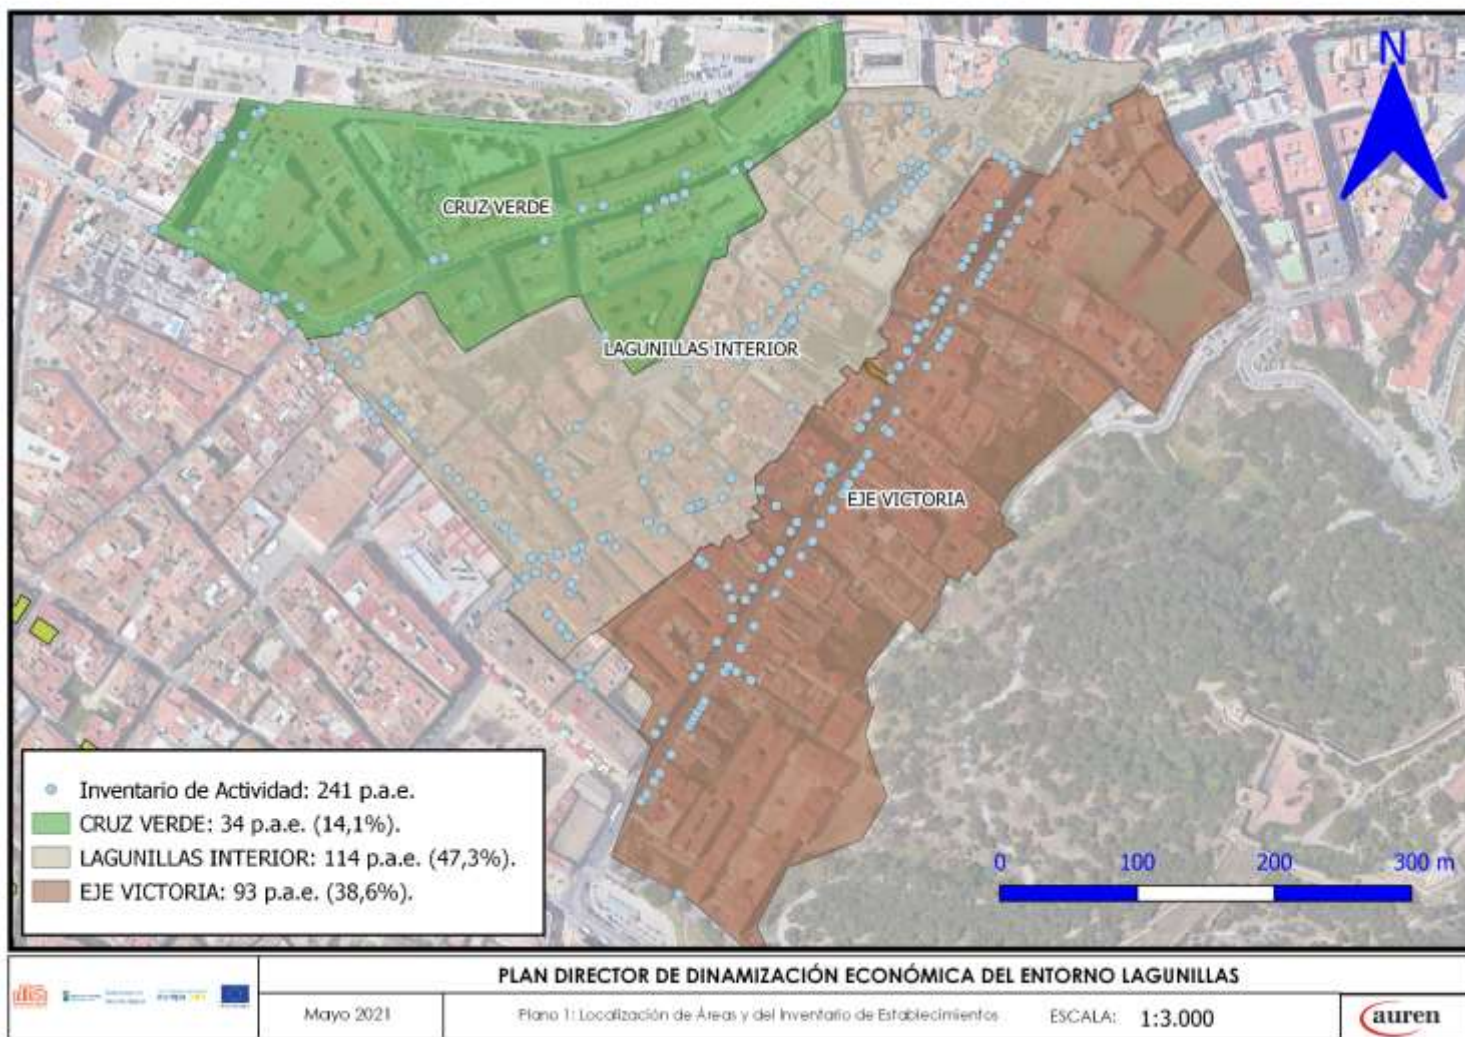 N
CRUZ VERDE
LAGUNILLAS INTERIOR
EJE VICTORIA
Inventario de Actividad: 241 p.a.e.
CRUZ VERDE: 34 p.a.e. (14,1%).
LAGUNILLAS INTERIOR: 114 p.a.e. (47,3%).
EJE VICTORIA: 93 p.a.e. (38,6%).
0 100 200 300 m
PLAN DIRECTOR DE DINAMIZACIÓN ECONÓMICA DEL ENTORNO LAGUNILLAS
Mayo 2021
Plano 1: Localización de Áreas y del Inventario de Establecimientos
ESCALA: 1:3.000
auren